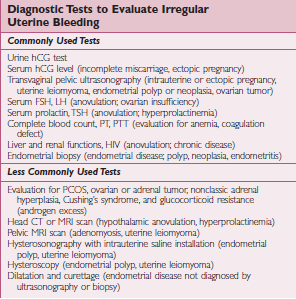 Diagnostic Tests to Evaluate Irregular
Uterine Bleeding
Commonly Used Tests
Urine hCG test
Serum hCG level (incomplete miscarriage, ectopic pregnancy)
Transvaginal pelvic ultrasonography (intrauterine or ectopic pregnancy,
uterine leiomyoma, endometrial polyp or neoplasia, ovarian tumor)
Serum FSH, LH (anovulation; ovarian insufficiency)
Serum prolactin, TSH (anovulation; hyperprolactinemia)
Complete blood count, PT, PTT (evaluation for anemia, coagulation
defect)
Liver and renal functions, HIV (anovulation; chronic disease)
Endometrial biopsy (endometrial disease; polyp, neoplasia, endometritis)
Less Commonly Used Tests
Evaluation for PCOS, ovarian or adrenal tumor, nonclassic adrenal
hyperplasia, Cushing's syndrome, and glucocorticoid resistance
(androgen excess)
Head CT or MRI scan (hypothalamic anovulation, hyperprolactinemia)
Pelvic MRI scan (adenomyosis, uterine leiomyoma)
Hysterosonography with intrauterine saline installation (endometrial
polyp, uterine leiomyoma)
Hysteroscopy (endometrial polyp, uterine leiomyoma)
Dilatation and curettage (endometrial disease not diagnosed by
ultrasonography or biopsy)